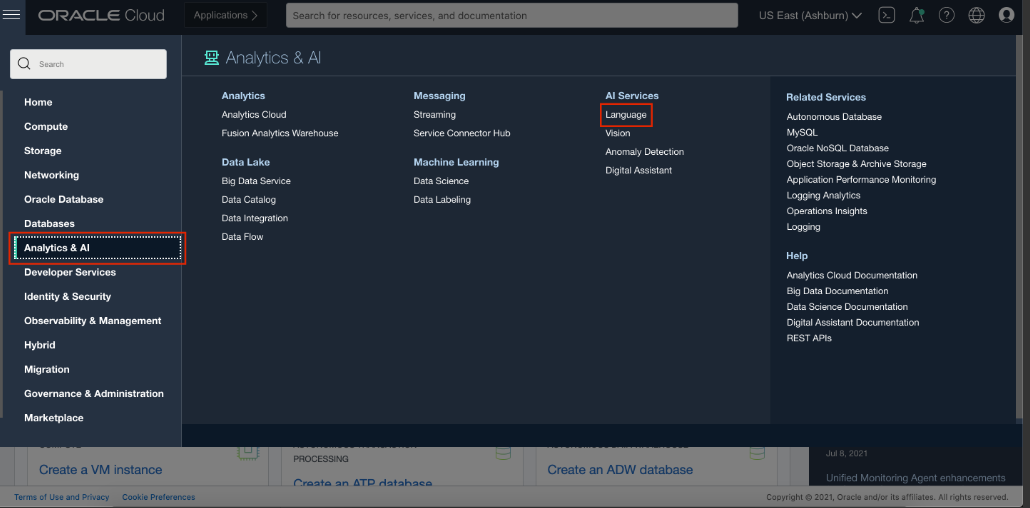 ORACLE Cloud
Applications
Search for resources, services, and documentation
US East (Ashburn)
Search
Home
Compute
Storage
Networking
Oracle Database
Databases
Analytics & AI
Developer Services
Identity & Security
Observability & Management
Hybrid
Migration
Governance & Administration
Marketplace
Analytics & AI
Analytics
Analytics Cloud
Fusion Analytics Warehouse
Data Lake
Big Data Service
Data Catalog
Data Integration
Data Flow
Messaging
Streaming
Service Connector Hub
Machine Learning
Data Science
Data Labeling
AI Services
Language
Vision
Anomaly Detection
Digital Assistant
Related Services
Autonomous Database
MySQL
Oracle NoSQL Database
Object Storage & Archive Storage
Application Performance Monitoring
Logging Analytics
Operations Insights
Logging
Help
Analytics Cloud Documentation
Big Data Documentation
Data Science Documentation
Digital Assistant Documentation
REST APIs
Create a VM instance
PROCESSING
Create an ATP database
Create an ADW database
Jul 8, 2021
Unified Monitoring Agent enhancements
Terms of Use and Privacy
Cookie Preferences
Copyright © 2021, Oracle and/or its affiliates. All rights reserved.